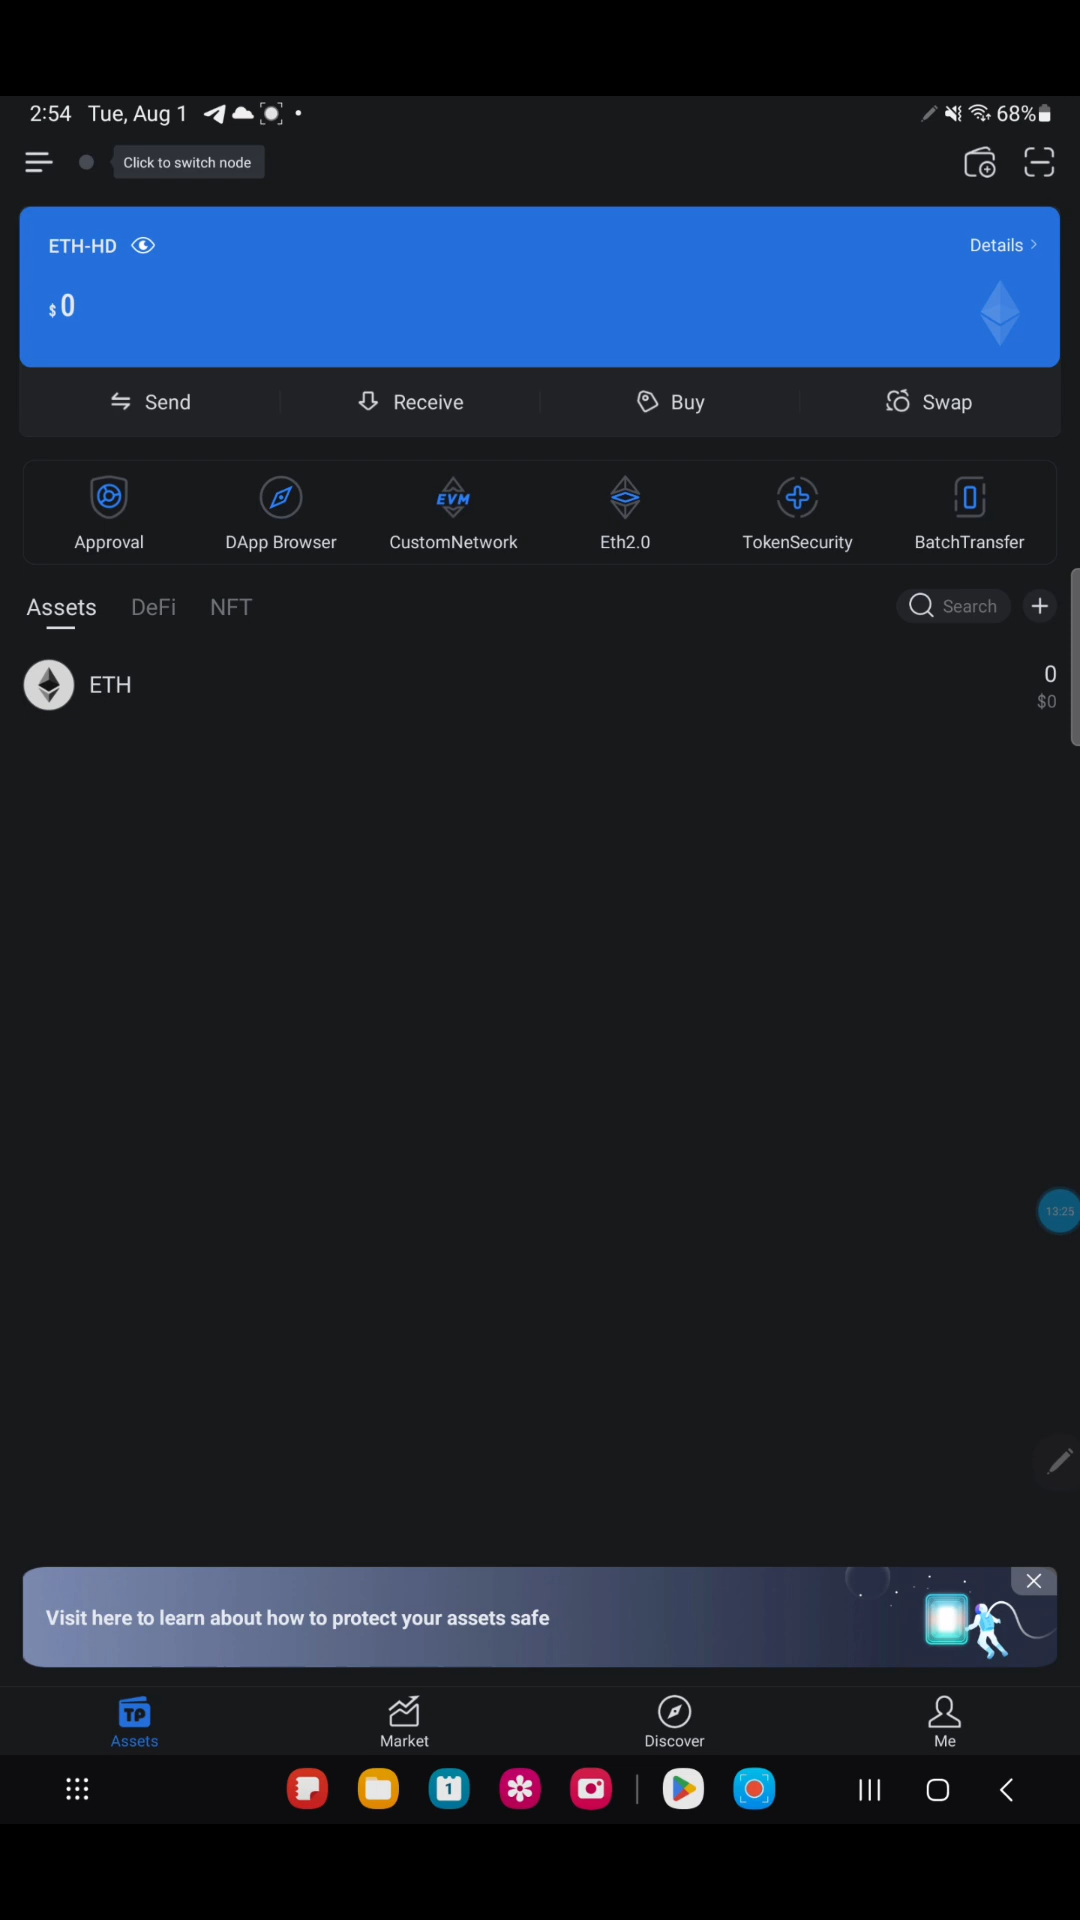 2:54 Tue, Aug 1 68%
Click to switch node
ETH-HD Details >
$0
Send Receive Buy Swap
EVM
Approval DApp Browser CustomNetwork Eth2.0 TokenSecurity BatchTransfer
Assets DeFi NFT Search +
ETH 0
$0
13:25
Visit here to learn about how to protect your assets safe
TP
Assets Market Discover Me
1